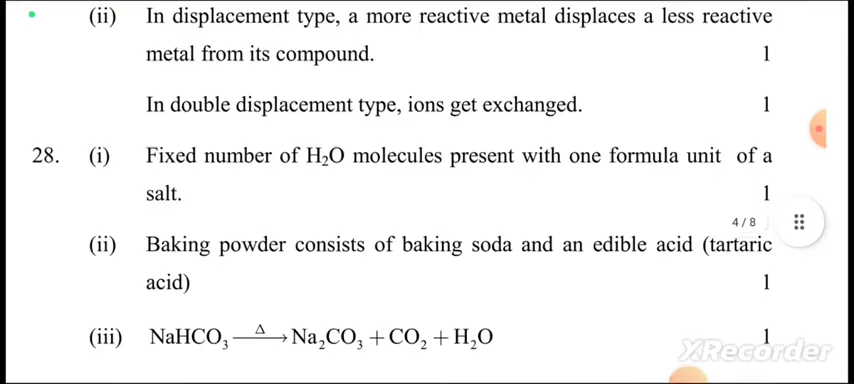 (ii) In displacement type, a more reactive metal displaces a less reactive
metal from its compound. 1
In double displacement type, ions get exchanged. 1
28. (i) Fixed number of H₂O molecules present with one formula unit of a
salt. 1
4 / 8
(ii) Baking powder consists of baking soda and an edible acid (tartaric
acid) 1
(iii) NaHCO₃ —Δ→ Na₂CO₃ + CO₂ + H₂O 1
XRecorder